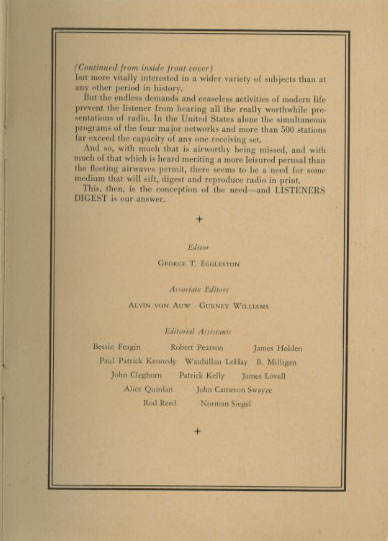 (Continued from inside front cover)
but more vitally interested in a wider variety of subjects than at
any other period in history.
But the endless demands and ceaseless activities of modern life
prevent the listener from hearing all the really worthwhile pre-
sentations of radio. In the United States alone the simultaneous
programs of the four major networks and more than 500 stations
far exceed the capacity of any one receiving set.
And so, with much that is airworthy being missed, and with
much of that which is heard meriting a more leisured perusal than
the fleeting airwaves permit, there seems to be a need for some
medium that will sift, digest and reproduce radio in print.
This, then, is the conception of the need—and LISTENERS
DIGEST is our answer.
Editor
GEORGE T. EGGLESTON
Associate Editors
ALVIN VON AUW GURNEY WILLIAMS
Editorial Assistants
Bessie Feagin Robert Pearson James Holden
Paul Patrick Kennedy Waubillau LaHay B. Milligan
John Cleghorn Patrick Kelly James Lovell
Alice Quinlan John Cameron Swayze
Rod Reed Norman Siegel